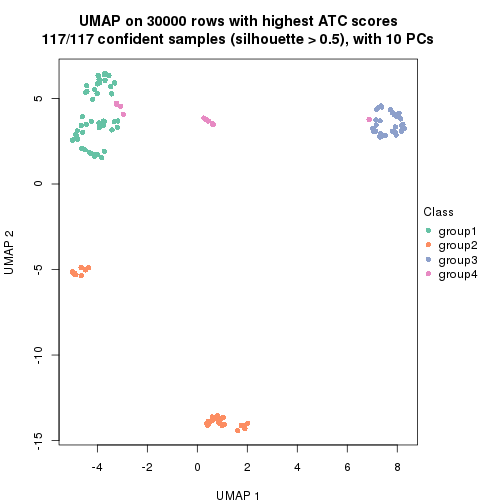 UMAP on 30000 rows with highest ATC scores
117/117 confident samples (silhouette > 0.5), with 10 PCs
5
0
-5
-10
-15
UMAP 2
-4
-2
0
2
4
6
8
UMAP 1
Class
group1
group2
group3
group4